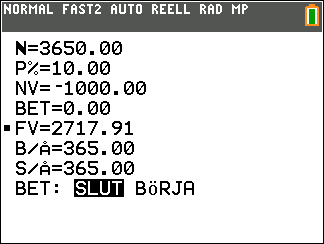 NORMAL FAST2 AUTO REELL RAD MP
N=3650.00
P%=10.00
NV=-1000.00
BET=0.00
▪FV=2717.91
B/Å=365.00
S/Å=365.00
BET: SLUT BÖRJA